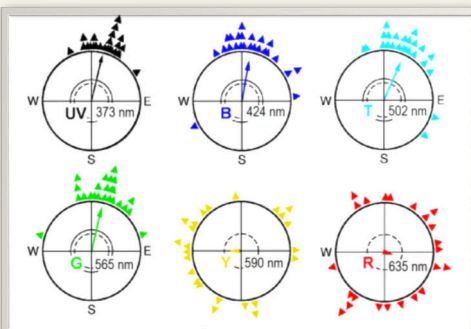 W E
UV 373 nm
S
B 424 nm
S
W E
T 502 nm
S
W E
G 565 nm
S
Y 590 nm
W E
R 635 nm
S